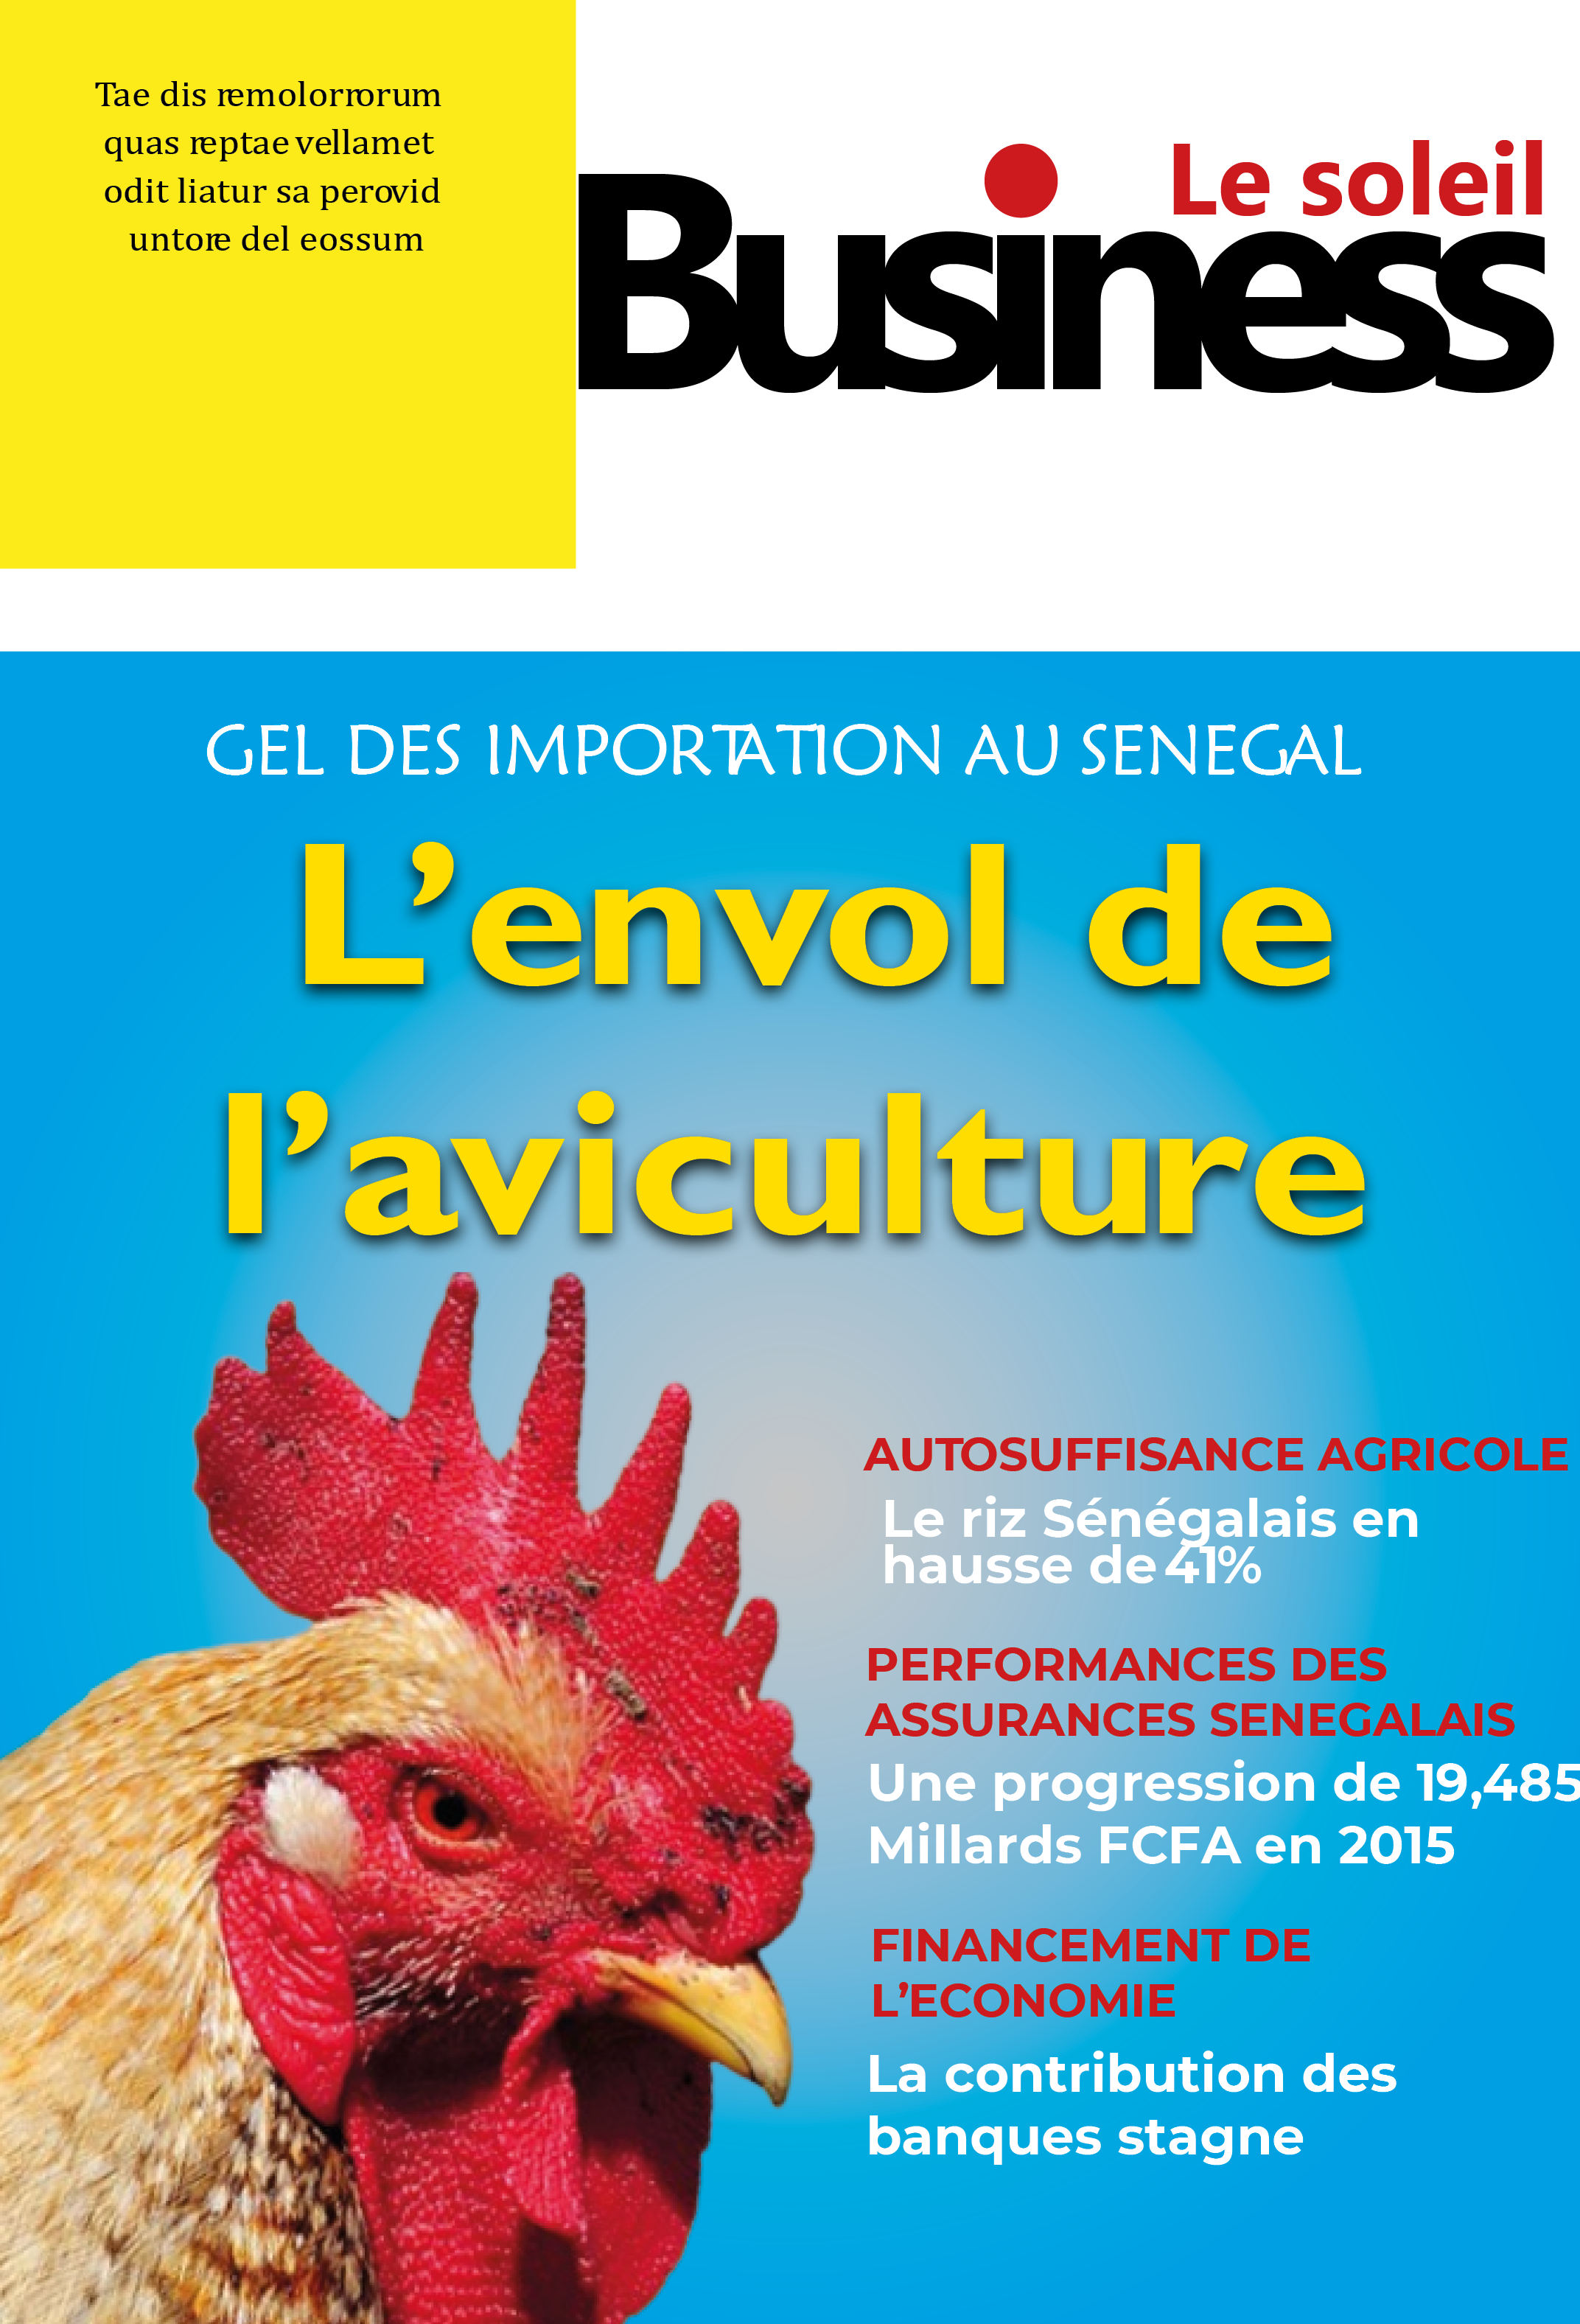 Tae dis remolorrorum
quas reptae vellamet
odit liatur sa perovid
untore del eossum
Le soleil
Business
GEL DES IMPORTATION AU SENEGAL
L’envol de
l’aviculture
AUTOSUFFISANCE AGRICOLE
Le riz Sénégalais en
hausse de 41%
PERFORMANCES DES
ASSURANCES SENEGALAIS
Une progression de 19,485
Millards FCFA en 2015
FINANCEMENT DE
L’ECONOMIE
La contribution des
banques stagne